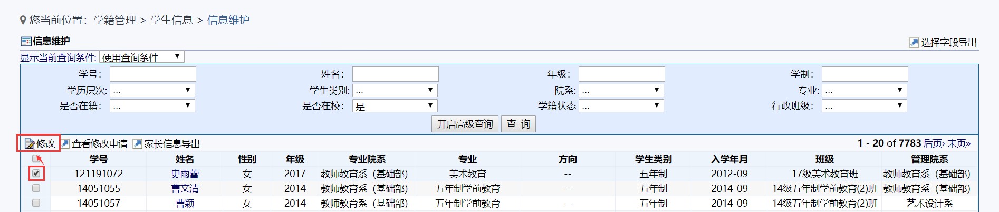 您当前位置：学籍管理 > 学生信息 > 信息维护
信息维护 选择字段导出
显示当前查询条件: 使用查询条件
学号： 姓名： 年级： 学制：
学历层次: ... 学生类别: ... 院系: ... 专业: ...
是否在籍： ... 是否在校： 是 学籍状态 ... 行政班级： ...
开启高级查询 查 询
修改 查看修改申请 家长信息导出 1 - 20 of 7783 后页› 末页»
学号 姓名 性别 年级 专业院系 专业 方向 学生类别 入学年月 班级 管理院系
121191072 史雨蕾 女 2017 教师教育系（基础部） 美术教育 -- 五年制 2012-09 17级美术教育班 教师教育系（基础部）
14051055 曹文清 女 2014 教师教育系（基础部） 五年制学前教育 -- 五年制 2014-09 14级五年制学前教育(2)班 教师教育系（基础部）
14051057 曹颖 女 2014 教师教育系（基础部） 五年制学前教育 -- 五年制 2014-09 14级五年制学前教育(2)班 艺术设计系